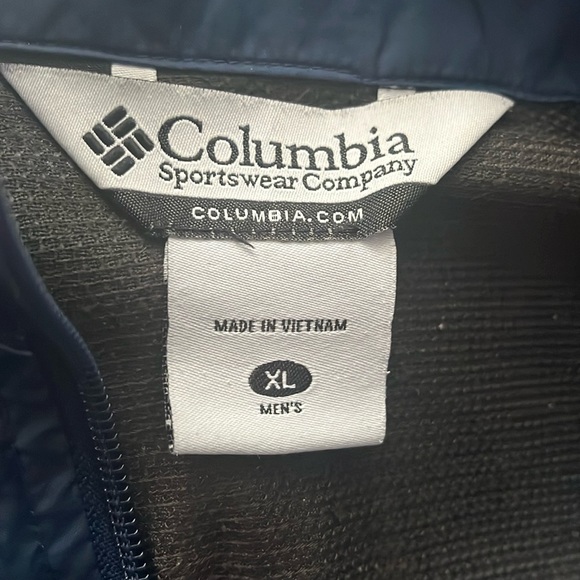 Columbia
Sportswear Company
COLUMBIA.COM
MADE IN VIETNAM
XL
MEN'S